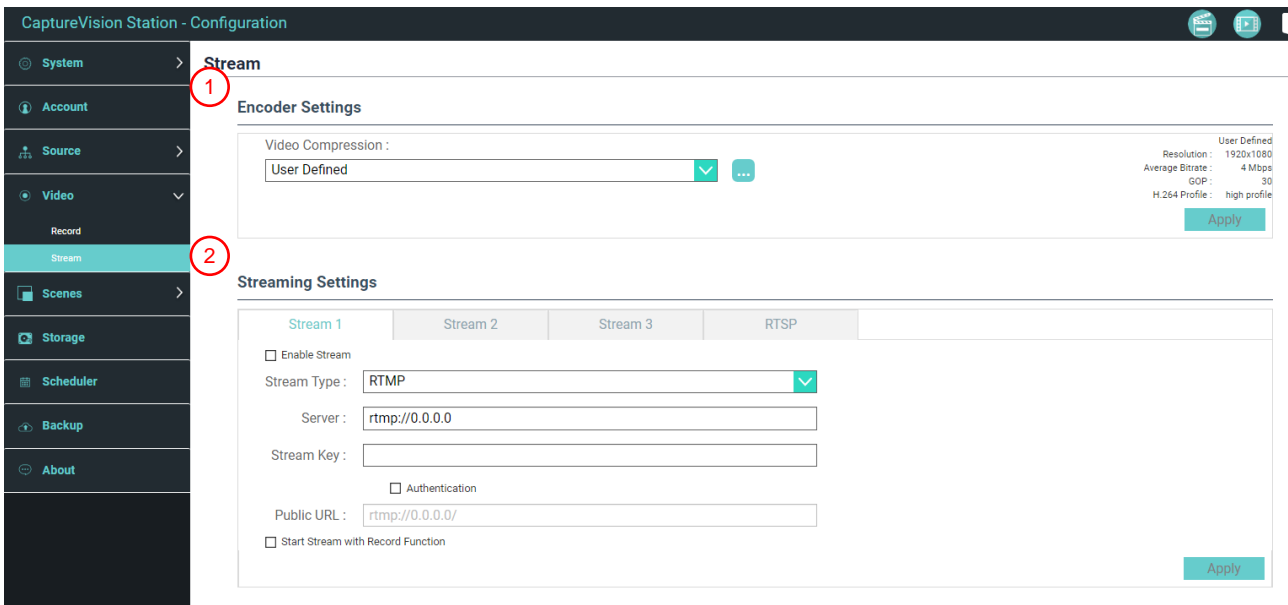 CaptureVision Station - Configuration
System
Account
Source
Video
Record
Stream
Scenes
Storage
Scheduler
Backup
About
Stream
1
Encoder Settings
Video Compression :
User Defined
...
User Defined
Resolution : 1920x1080
Average Bitrate : 4 Mbps
GOP : 30
H.264 Profile : high profile
Apply
2
Streaming Settings
Stream 1 Stream 2 Stream 3 RTSP
Enable Stream
Stream Type : RTMP
Server : rtmp://0.0.0.0
Stream Key :
Authentication
Public URL : rtmp://0.0.0.0/
Start Stream with Record Function
Apply